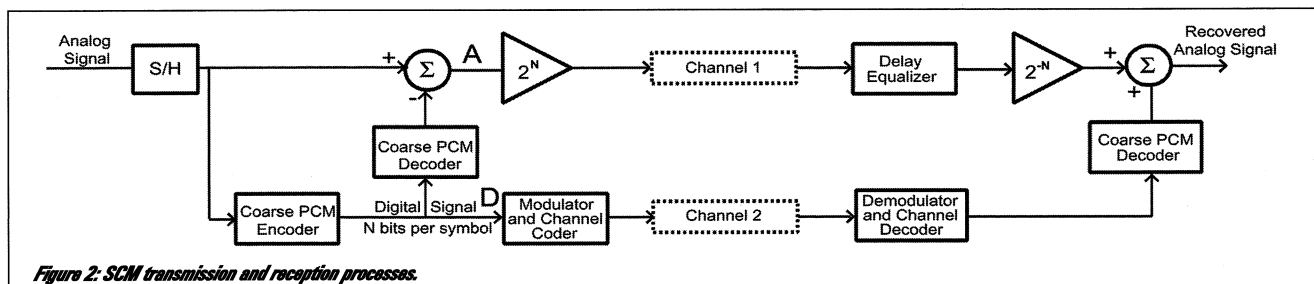 Analog
Signal
S/H
+
Σ
A
2^N
Channel 1
Delay
Equalizer
2^-N
+
Σ
Recovered
Analog Signal
-
+
Coarse PCM
Decoder
Coarse PCM
Decoder
Coarse PCM
Encoder
Digital Signal
N bits per symbol
D
Modulator
and Channel
Coder
Channel 2
Demodulator
and Channel
Decoder
Figure 2: SCM transmission and reception processes.